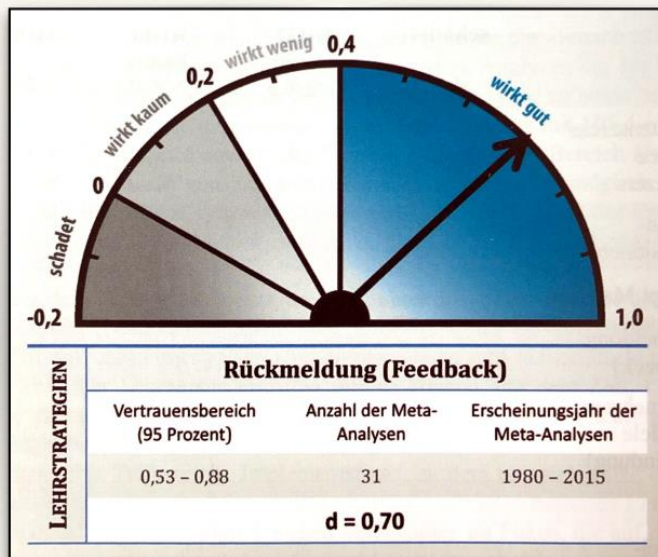 schadet
wirkt kaum
wirkt wenig
wirkt gut
-0,2
0
0,2
0,4
1,0
LEHRSTRATEGIEN
Rückmeldung (Feedback)
Vertrauensbereich
(95 Prozent)
Anzahl der Meta-
Analysen
Erscheinungsjahr der
Meta-Analysen
0,53 – 0,88
31
1980 – 2015
d = 0,70